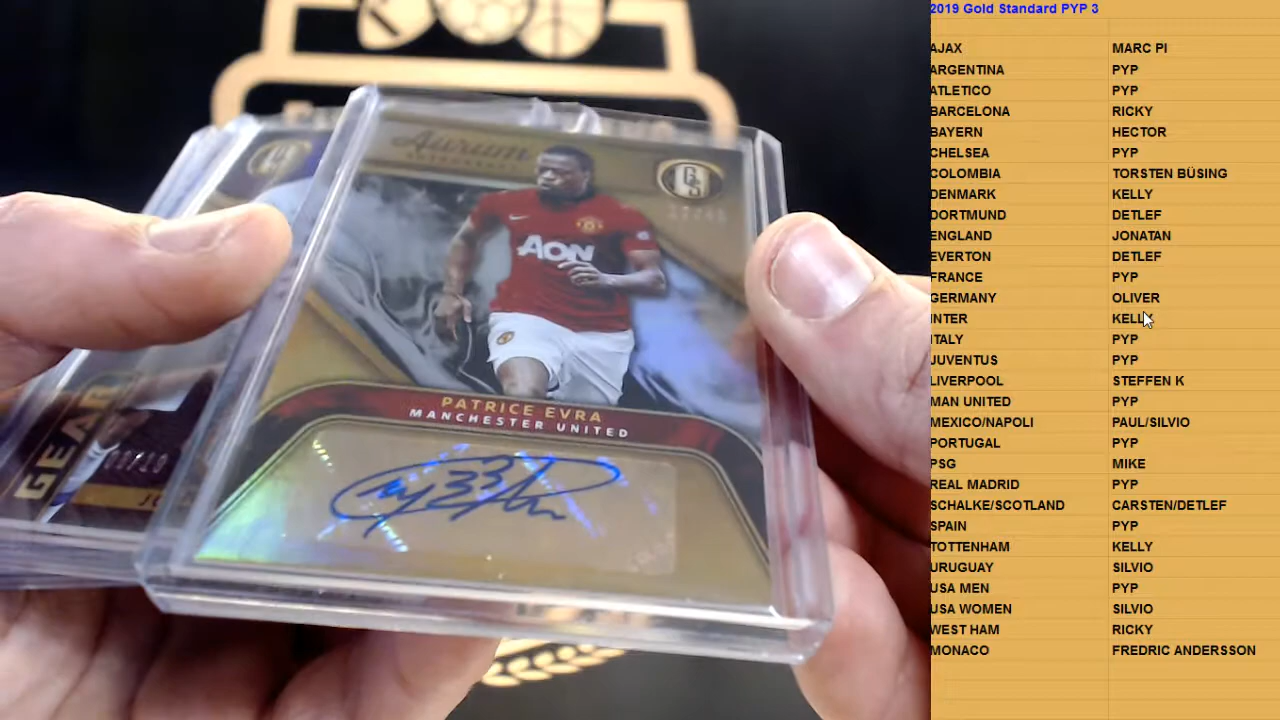 2019 Gold Standard PYP 3
AJAX MARC PI
ARGENTINA PYP
ATLETICO PYP
BARCELONA RICKY
BAYERN HECTOR
CHELSEA PYP
COLOMBIA TORSTEN BÜSING
DENMARK KELLY
DORTMUND DETLEF
ENGLAND JONATAN
EVERTON DETLEF
FRANCE PYP
GERMANY OLIVER
INTER KELLY
ITALY PYP
JUVENTUS PYP
LIVERPOOL STEFFEN K
MAN UNITED PYP
MEXICO/NAPOLI PAUL/SILVIO
PORTUGAL PYP
PSG MIKE
REAL MADRID PYP
SCHALKE/SCOTLAND CARSTEN/DETLEF
SPAIN PYP
TOTTENHAM KELLY
URUGUAY SILVIO
USA MEN PYP
USA WOMEN SILVIO
WEST HAM RICKY
MONACO FREDRIC ANDERSSON
Aurum
GS
AON
PATRICE EVRA
MANCHESTER UNITED
GEAR